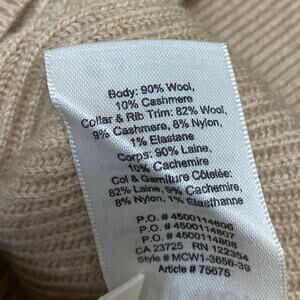 Body: 90% Wool,
10% Cashmere
Collar & Rib Trim: 82% Wool,
9% Cashmere, 8% Nylon,
1% Elastane
Corps: 90% Laine,
10% Cachemire
Col & Garniture Côtelée:
82% Laine, 9% Cachemire,
8% Nylon, 1% Elasthanne
P.O. # 4500114806
P.O. # 4500114807
P.O. # 4500114808
CA 23725 RN 122354
Style # MCW1-3655-39
Article # 75675